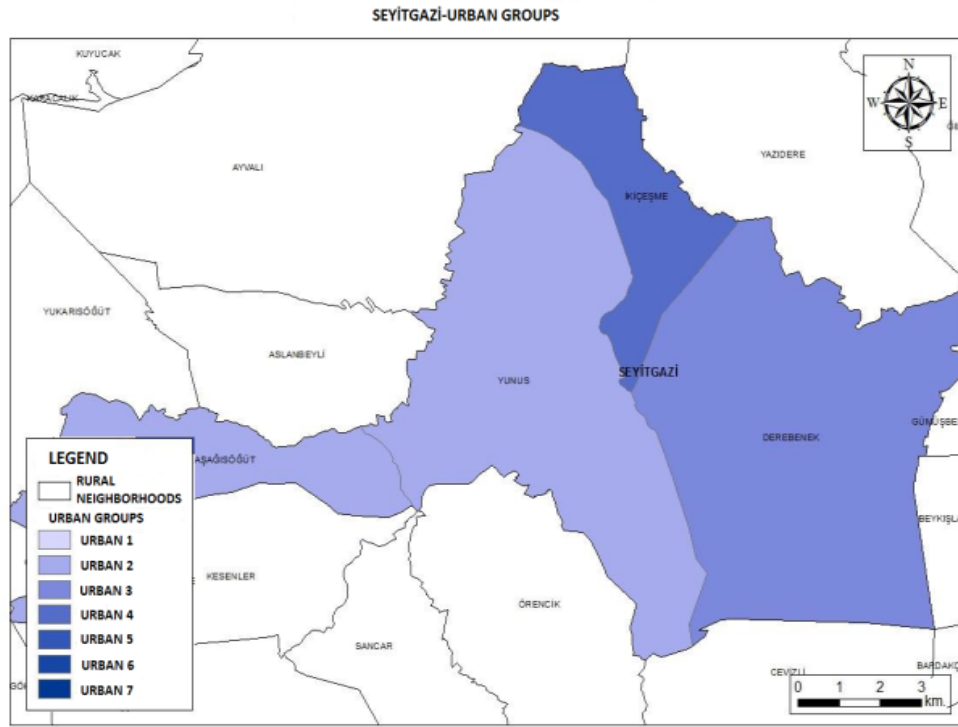 SEYİTGAZİ-URBAN GROUPS
KUYUCAK
KARACALIK
AYVALI
YAZIDERE
İKİÇEŞME
N
W
E
S
YUKARISÖĞÜT
ASLANBEYLİ
YUNUS
SEYİTGAZİ
DEREBENEK
GÜMÜŞBE
AŞAĞISÖĞÜT
BEYKIŞLA
KESENLER
ÖRENCİK
SANCAR
CEVİZLİ
BARDAKÇ
LEGEND
RURAL
NEIGHBORHOODS
URBAN GROUPS
URBAN 1
URBAN 2
URBAN 3
URBAN 4
URBAN 5
URBAN 6
URBAN 7
0 1 2 3
km.